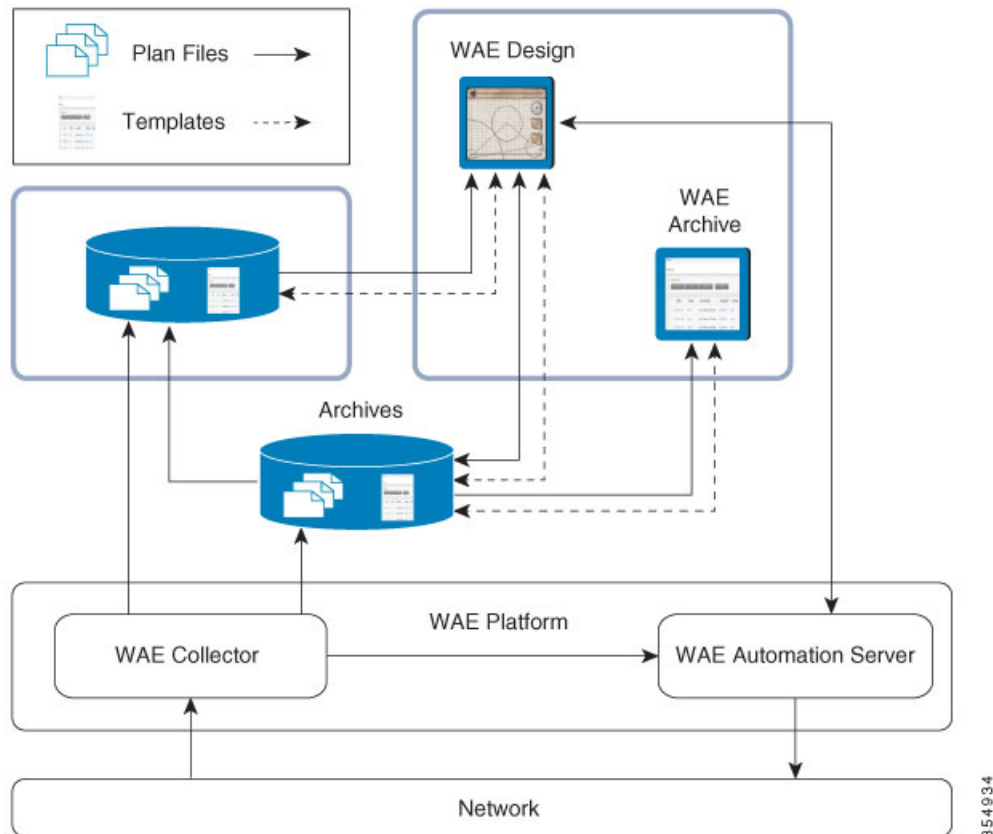 Plan Files
Templates
WAE Design
WAE
Archive
Archives
WAE Platform
WAE Collector
WAE Automation Server
Network
354934